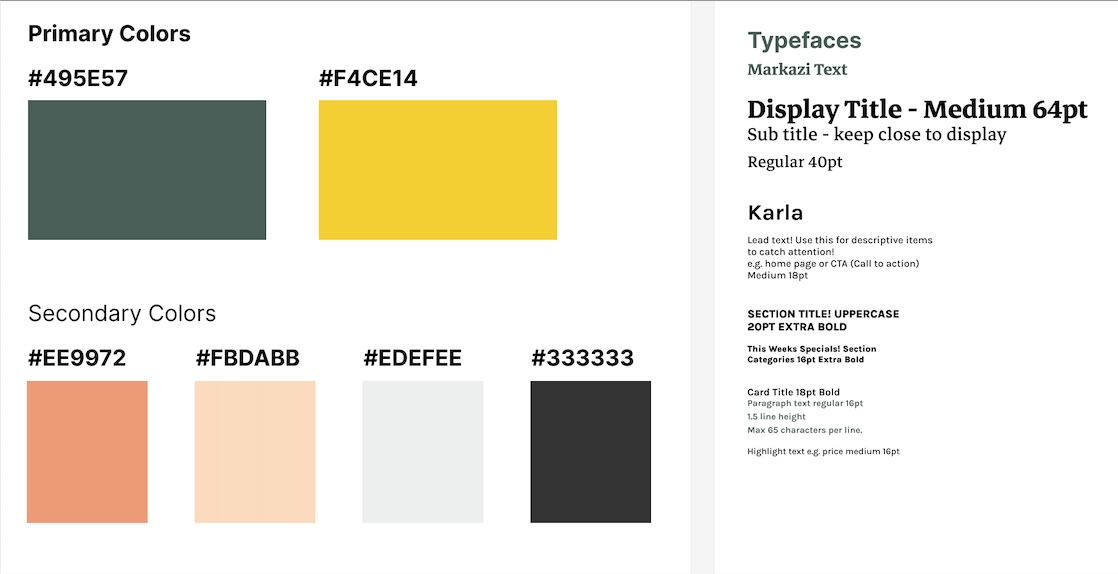 Primary Colors
#495E57
#F4CE14
Secondary Colors
#EE9972
#FBDABB
#EDEFEE
#333333
Typefaces
Markazi Text
Display Title - Medium 64pt
Sub title - keep close to display
Regular 40pt
Karla
Lead text! Use this for descriptive items
to catch attention!
e.g. home page or CTA (Call to action)
Medium 18pt
SECTION TITLE! UPPERCASE
20PT EXTRA BOLD
This Weeks Specials! Section
Categories 16pt Extra Bold
Card Title 18pt Bold
Paragraph text regular 16pt
1.5 line height
Max 65 characters per line.
Highlight text e.g. price medium 16pt